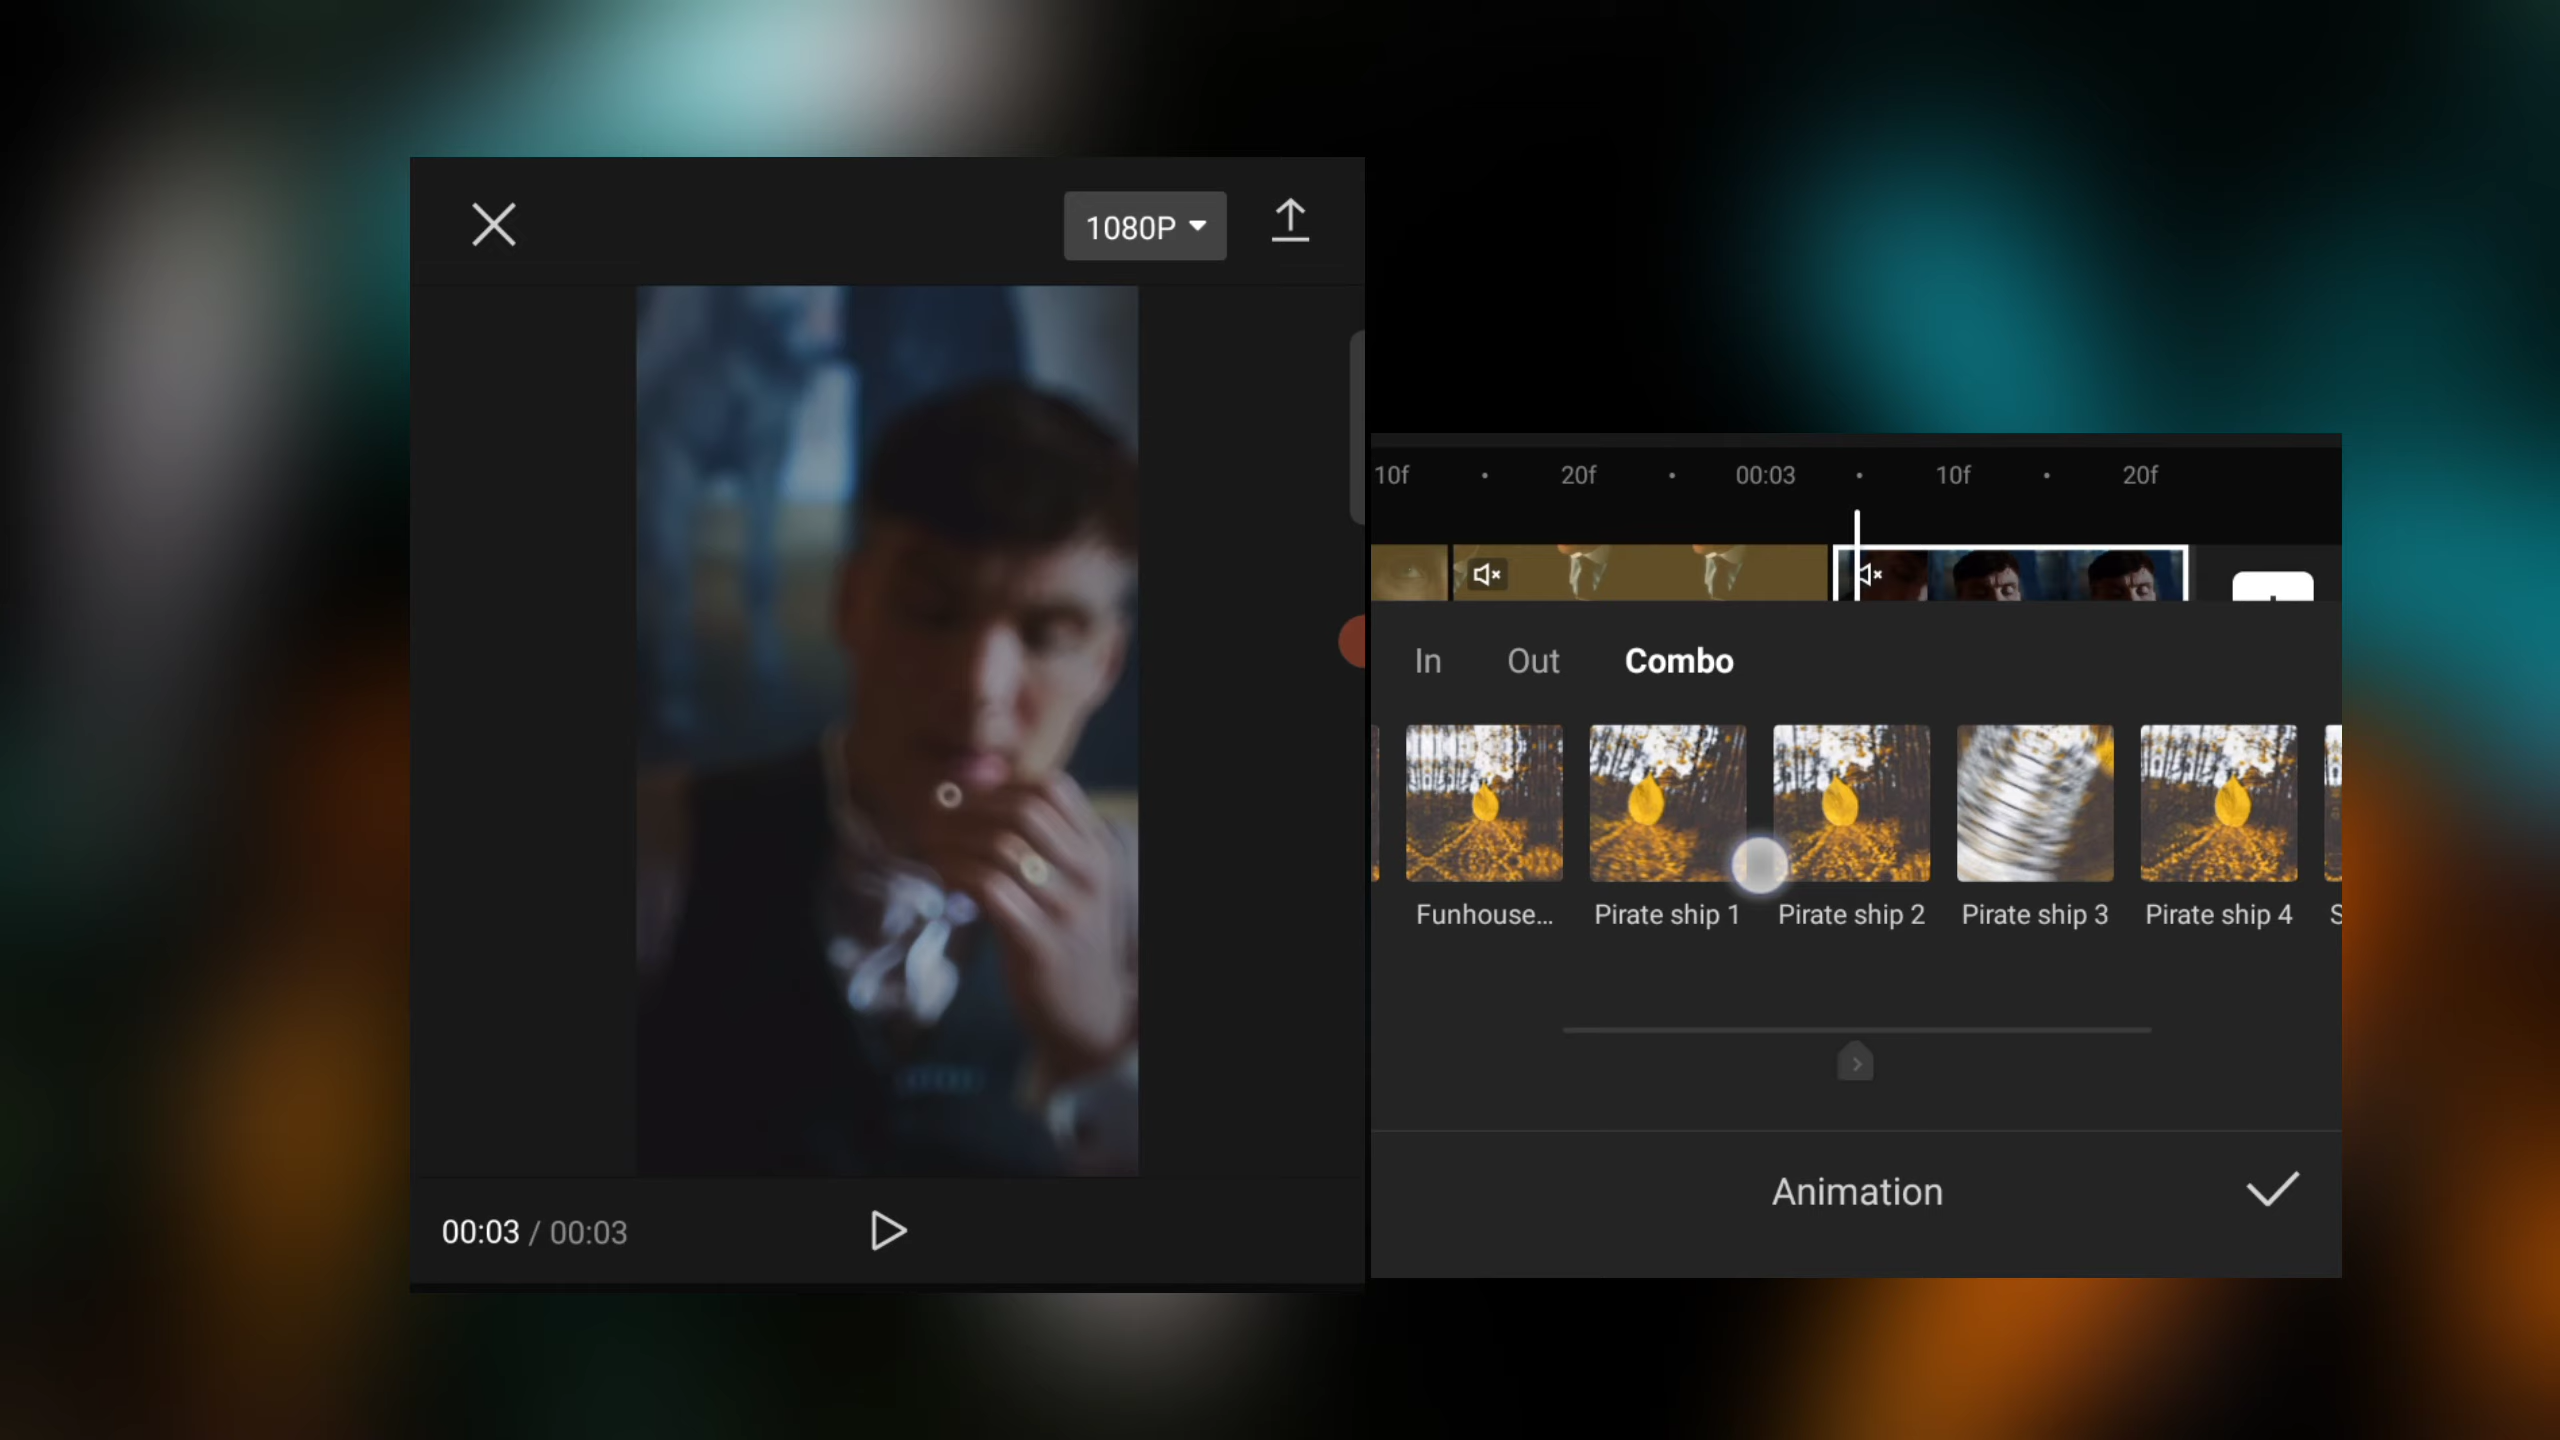 1080P
00:03 / 00:03
10f 20f 00:03 10f 20f
In Out Combo
Funhouse... Pirate ship 1 Pirate ship 2 Pirate ship 3 Pirate ship 4 S
Animation